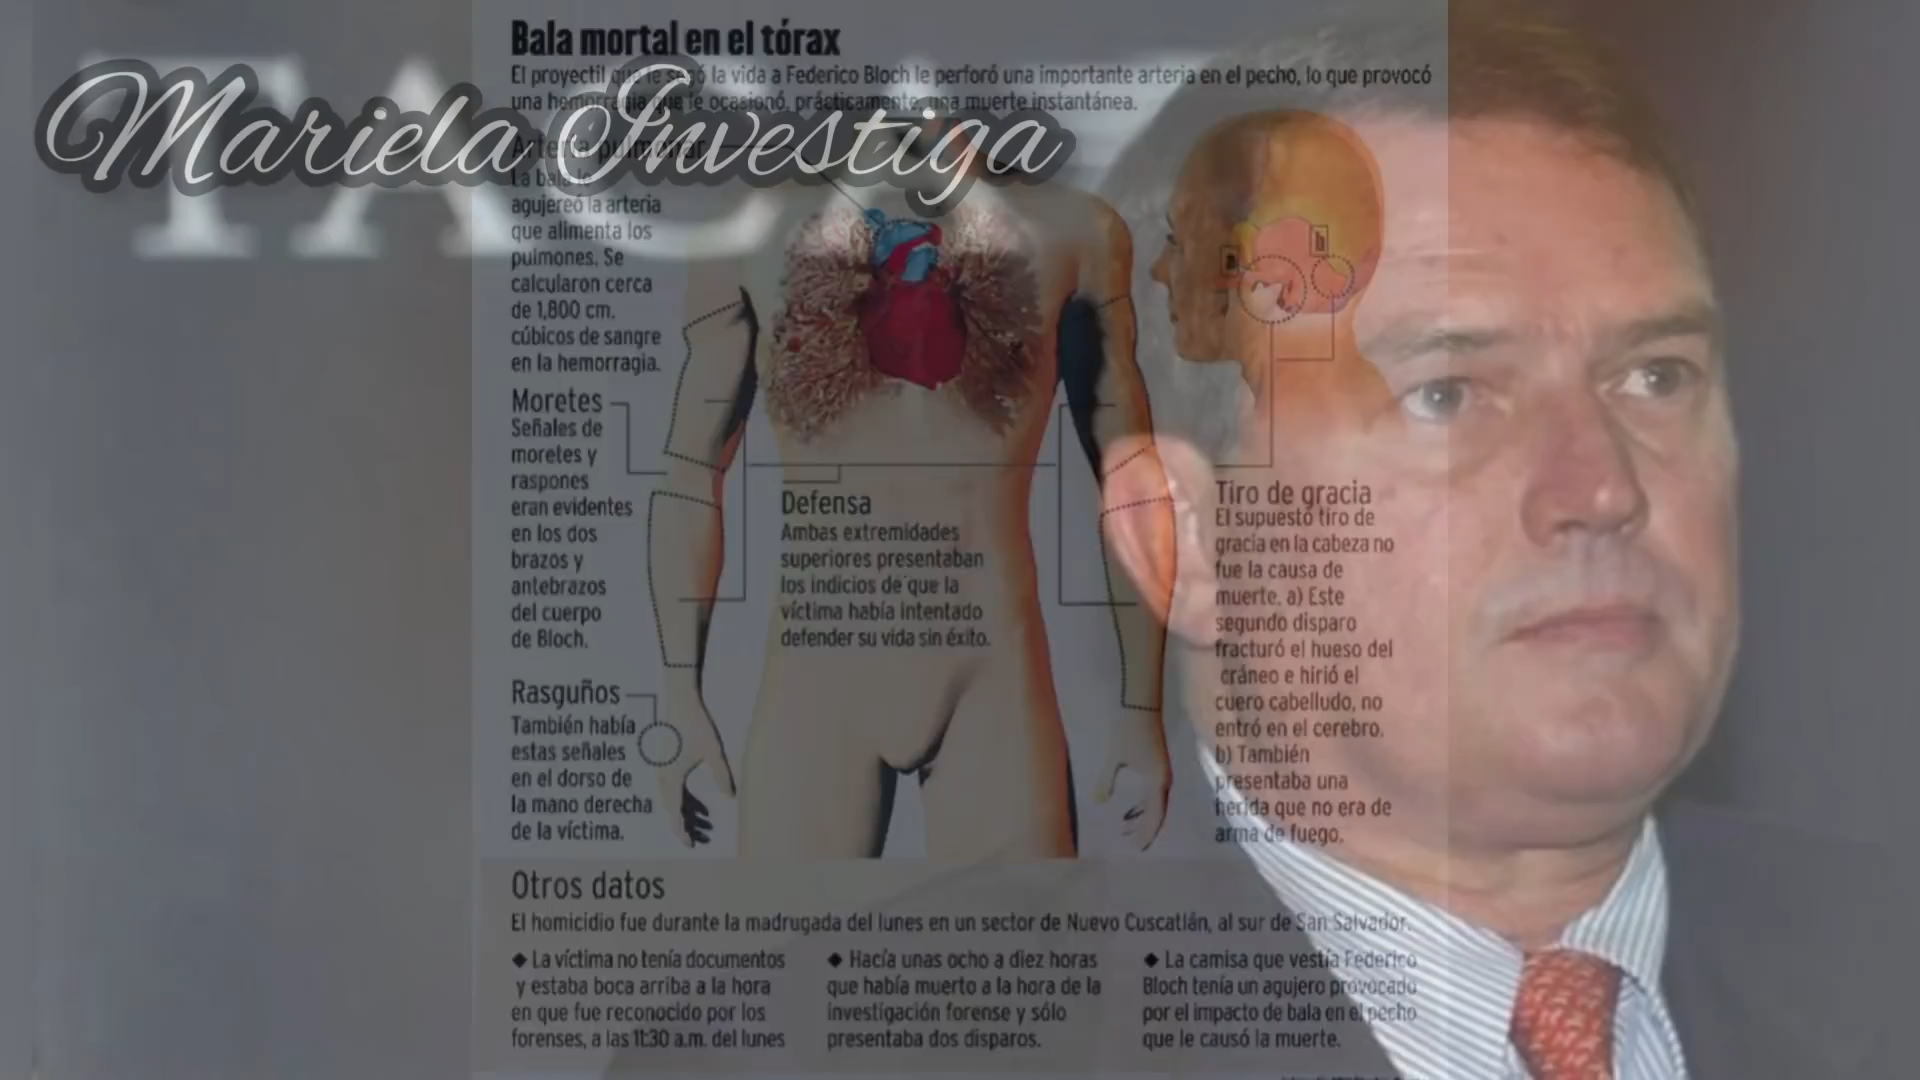 Bala mortal en el tórax
El proyectil que le segó la vida a Federico Bloch le perforó una importante arteria en el pecho, lo que provocó
una hemorragia que le ocasionó, prácticamente, una muerte instantánea.
TAC
Mariela Investiga
Arteria pulmonar
La bala le
agujereó la arteria
que alimenta los
pulmones. Se
calcularon cerca
de 1,800 cm.
cúbicos de sangre
en la hemorragia.
Moretes
Señales de
moretes y
raspones
eran evidentes
en los dos
brazos y
antebrazos
del cuerpo
de Bloch.
Rasguños
También había
estas señales
en el dorso de
la mano derecha
de la víctima.
Defensa
Ambas extremidades
superiores presentaban
los indicios de que la
víctima había intentado
defender su vida sin éxito.
a
b
Tiro de gracia
El supuesto tiro de
gracia en la cabeza no
fue la causa de
muerte. a) Este
segundo disparo
fracturó el hueso del
cráneo e hirió el
cuero cabelludo, no
entró en el cerebro.
b) También
presentaba una
herida que no era de
arma de fuego.
Otros datos
El homicidio fue durante la madrugada del lunes en un sector de Nuevo Cuscatlán, al sur de San Salvador.
◆ La víctima no tenía documentos
y estaba boca arriba a la hora
en que fue reconocido por los
forenses, a las 11:30 a.m. del lunes
◆ Hacía unas ocho a diez horas
que había muerto a la hora de la
investigación forense y sólo
presentaba dos disparos.
◆ La camisa que vestía Federico
Bloch tenía un agujero provocado
por el impacto de bala en el pecho
que le causó la muerte.